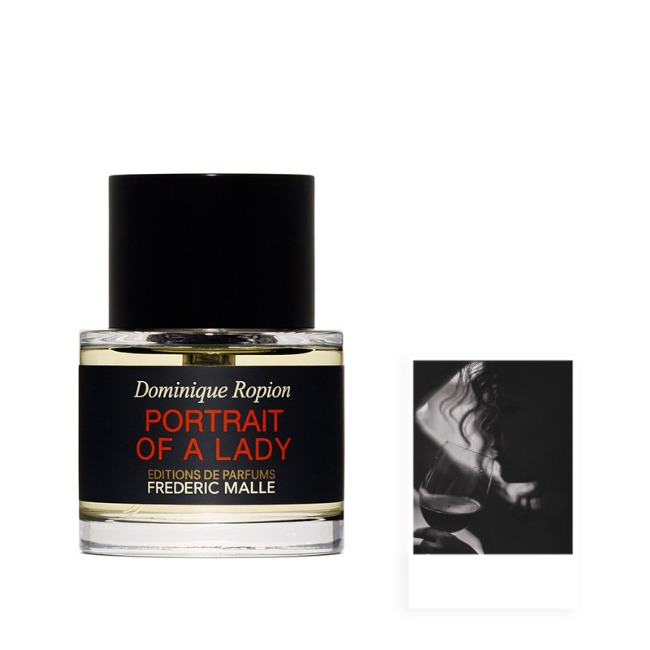 Dominique Ropion
PORTRAIT
OF A LADY
EDITIONS DE PARFUMS
FREDERIC MALLE